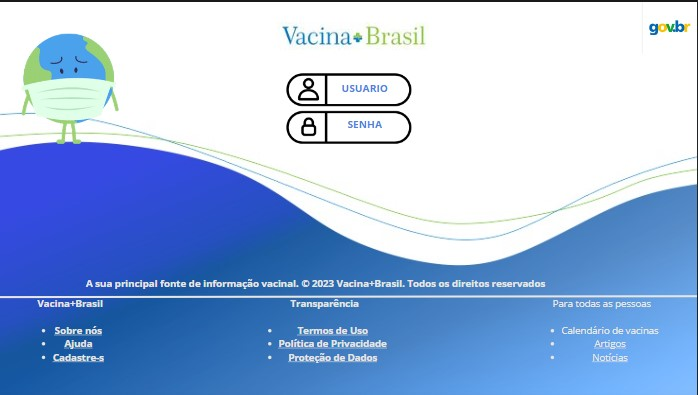 Vacina+Brasil
gov.br
USUARIO
SENHA
A sua principal fonte de informação vacinal. © 2023 Vacina+Brasil. Todos os direitos reservados
Vacina+Brasil
Sobre nós
Ajuda
Cadastre-s
Transparência
Termos de Uso
Política de Privacidade
Proteção de Dados
Para todas as pessoas
Calendário de vacinas
Artigos
Notícias